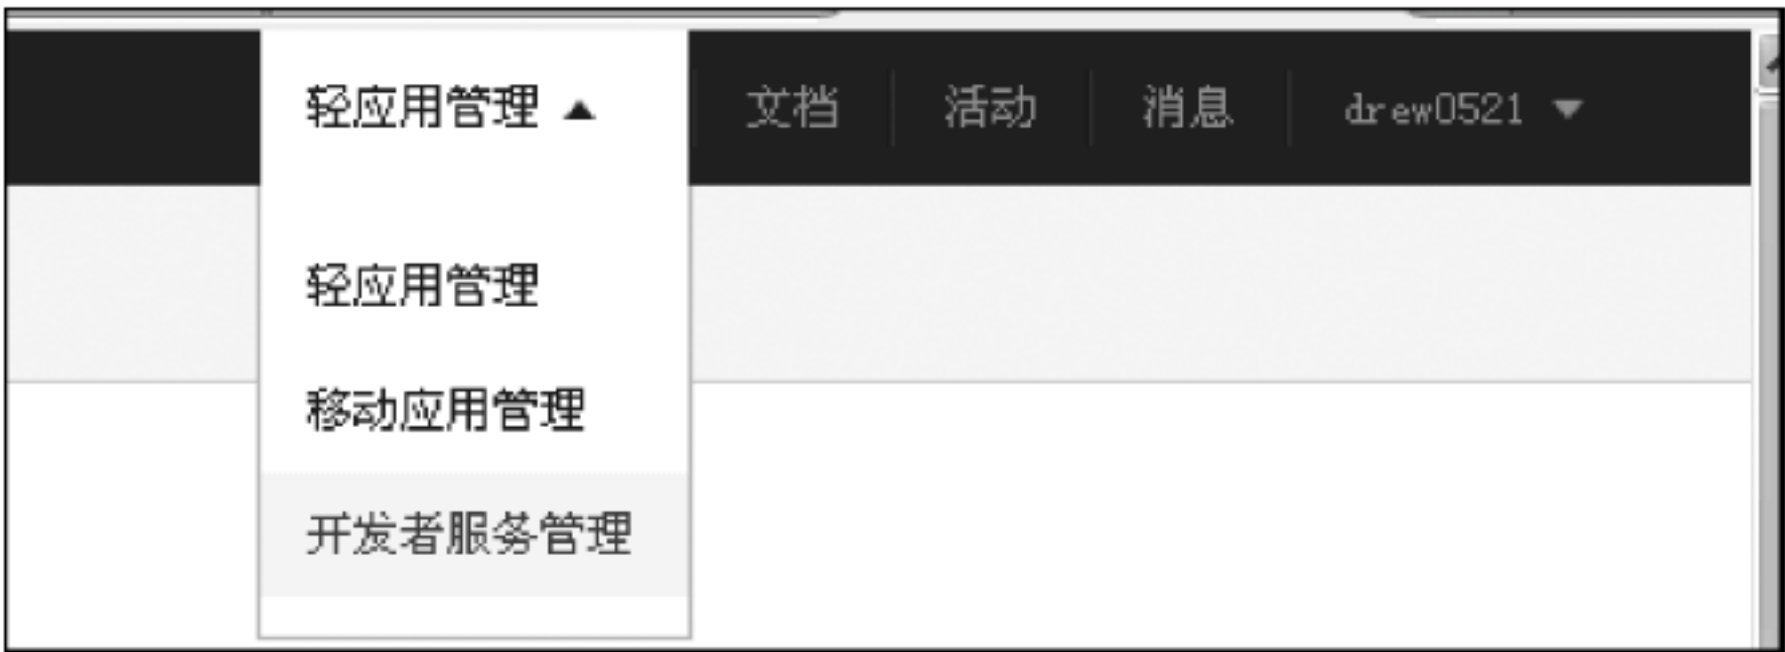 轻应用管理 ▲ 文档 活动 消息 drew0521 ▼
轻应用管理
移动应用管理
开发者服务管理